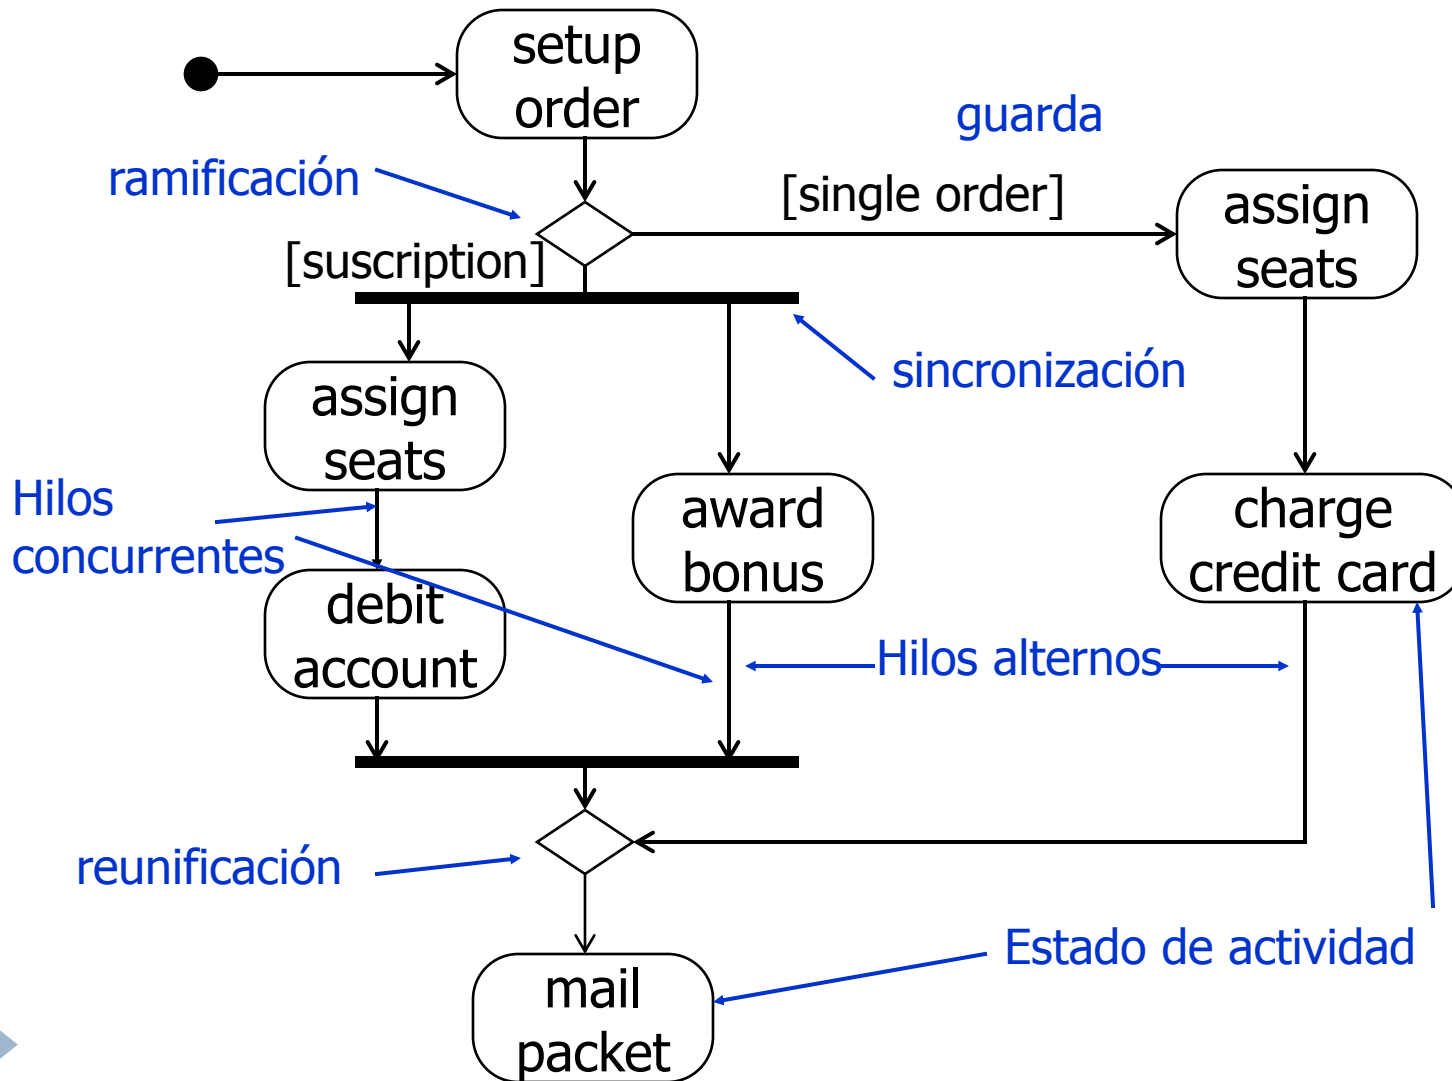 setup
order
guarda
ramificación
[single order]
assign
seats
[suscription]
sincronización
assign
seats
Hilos
concurrentes
award
bonus
charge
credit card
debit
account
Hilos alternos
reunificación
Estado de actividad
mail
packet